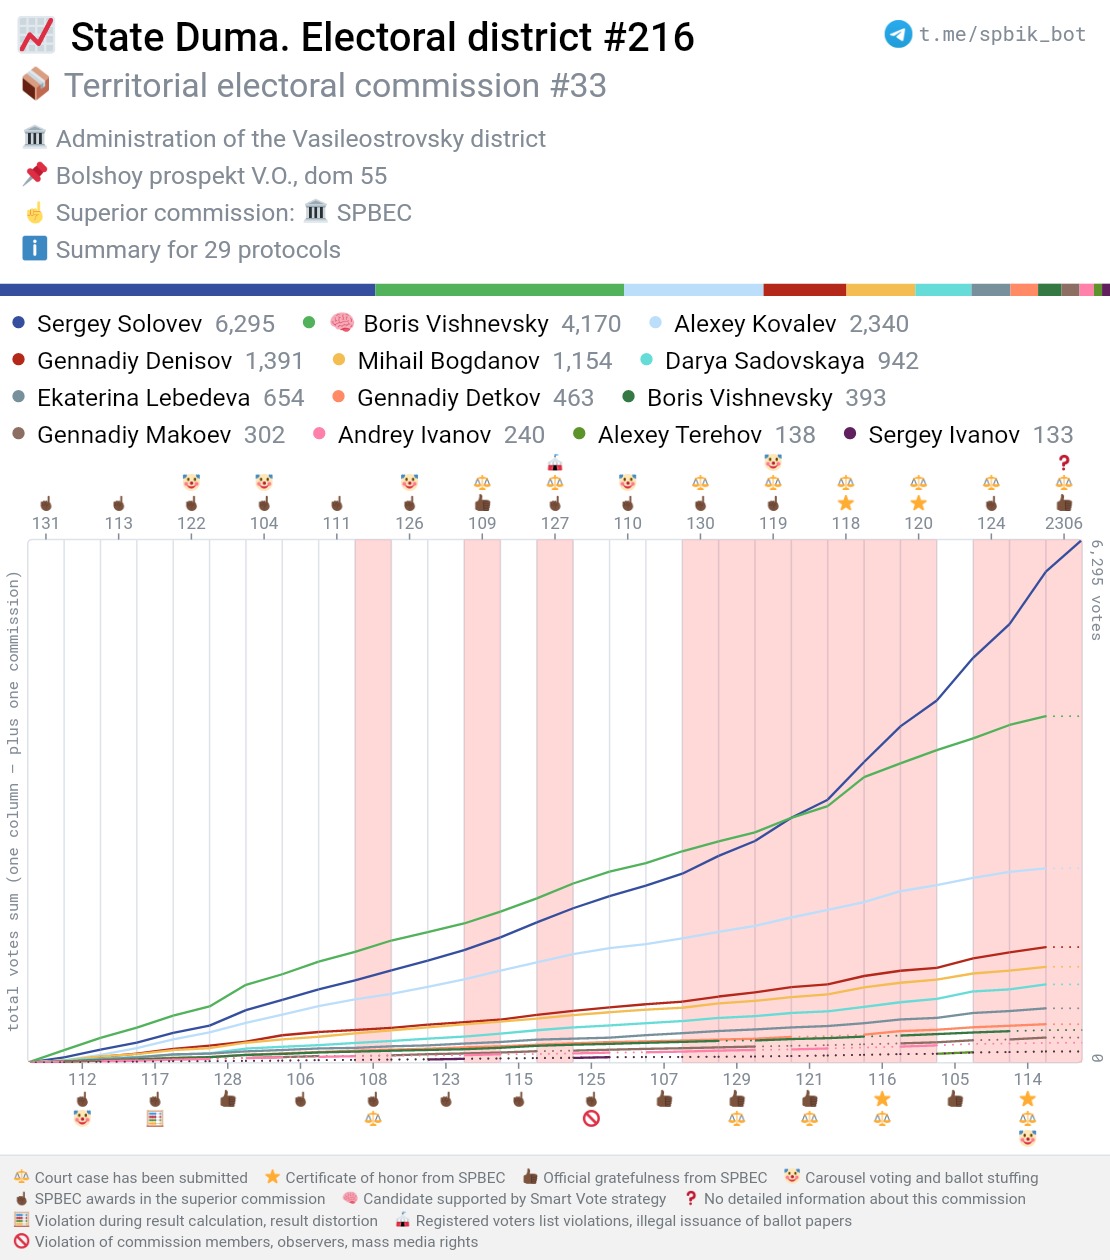 State Duma. Electoral district #216
t.me/spbik_bot
Territorial electoral commission #33
Administration of the Vasileostrovsky district
Bolshoy prospekt V.O., dom 55
Superior commission: SPBEC
Summary for 29 protocols
Sergey Solovev 6,295 Boris Vishnevsky 4,170 Alexey Kovalev 2,340
Gennadiy Denisov 1,391 Mihail Bogdanov 1,154 Darya Sadovskaya 942
Ekaterina Lebedeva 654 Gennadiy Detkov 463 Boris Vishnevsky 393
Gennadiy Makoev 302 Andrey Ivanov 240 Alexey Terehov 138 Sergey Ivanov 133
131 113 122 104 111 126 109 127 110 130 119 118 120 124 2306
total votes sum (one column – plus one commission)
6,295 votes
0
112 117 128 106 108 123 115 125 107 129 121 116 105 114
Court case has been submitted Certificate of honor from SPBEC Official gratefulness from SPBEC Carousel voting and ballot stuffing
SPBEC awards in the superior commission Candidate supported by Smart Vote strategy No detailed information about this commission
Violation during result calculation, result distortion Registered voters list violations, illegal issuance of ballot papers
Violation of commission members, observers, mass media rights